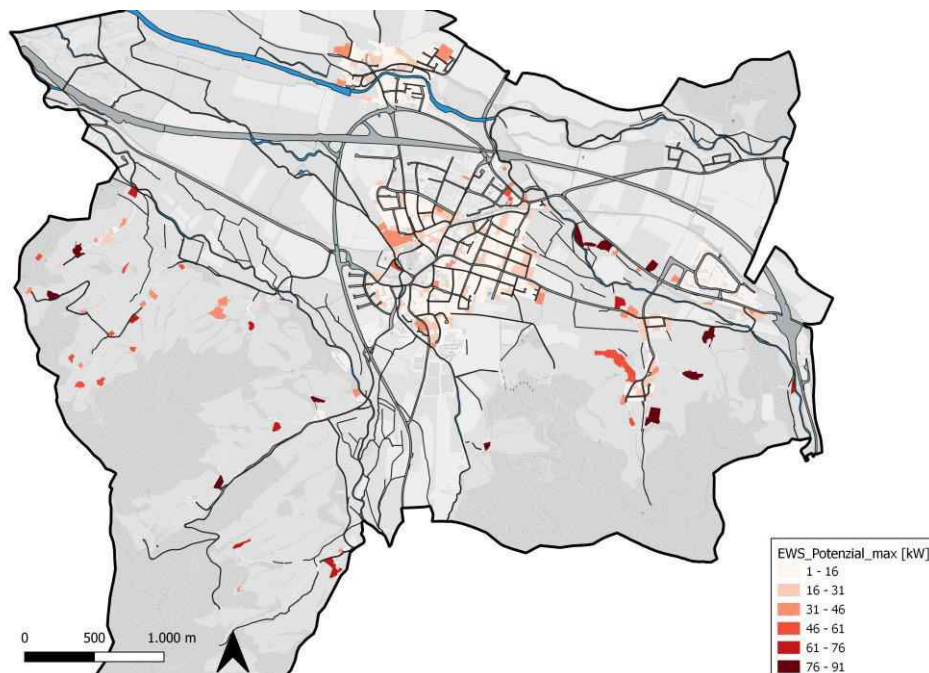 EWS_Potenzial_max [kW]
1 - 16
16 - 31
31 - 46
46 - 61
61 - 76
76 - 91
0 500 1.000 m